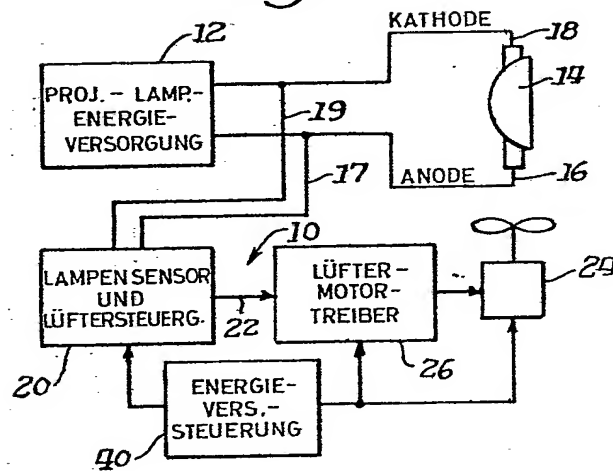 12
KATHODE
18
PROJ.- LAMP.-
ENERGIE-
VERSORGUNG
14
19
17
ANODE
16
10
LAMPENSENSOR
UND
LÜFTERSTEUERG.
22
LÜFTER-
MOTOR-
TREIBER
24
20
26
ENERGIE-
VERS.-
STEUERUNG
40